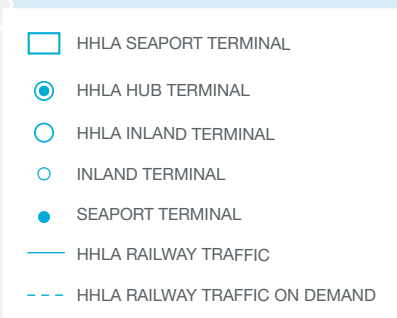 HHLA SEAPORT TERMINAL
HHLA HUB TERMINAL
HHLA INLAND TERMINAL
INLAND TERMINAL
SEAPORT TERMINAL
HHLA RAILWAY TRAFFIC
HHLA RAILWAY TRAFFIC ON DEMAND